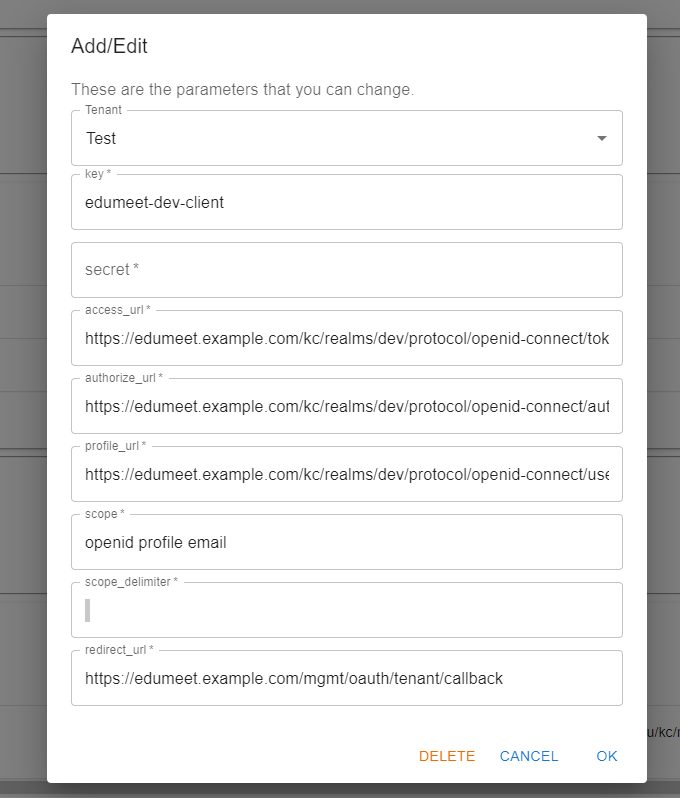 Add/Edit
These are the parameters that you can change.
Tenant
Test
key *
edumeet-dev-client
secret *
access_url *
https://edumeet.example.com/kc/realms/dev/protocol/openid-connect/tok
authorize_url *
https://edumeet.example.com/kc/realms/dev/protocol/openid-connect/aut
profile_url *
https://edumeet.example.com/kc/realms/dev/protocol/openid-connect/use
scope *
openid profile email
scope_delimiter *
redirect_url *
https://edumeet.example.com/mgmt/oauth/tenant/callback
u/kc/r
DELETE CANCEL OK